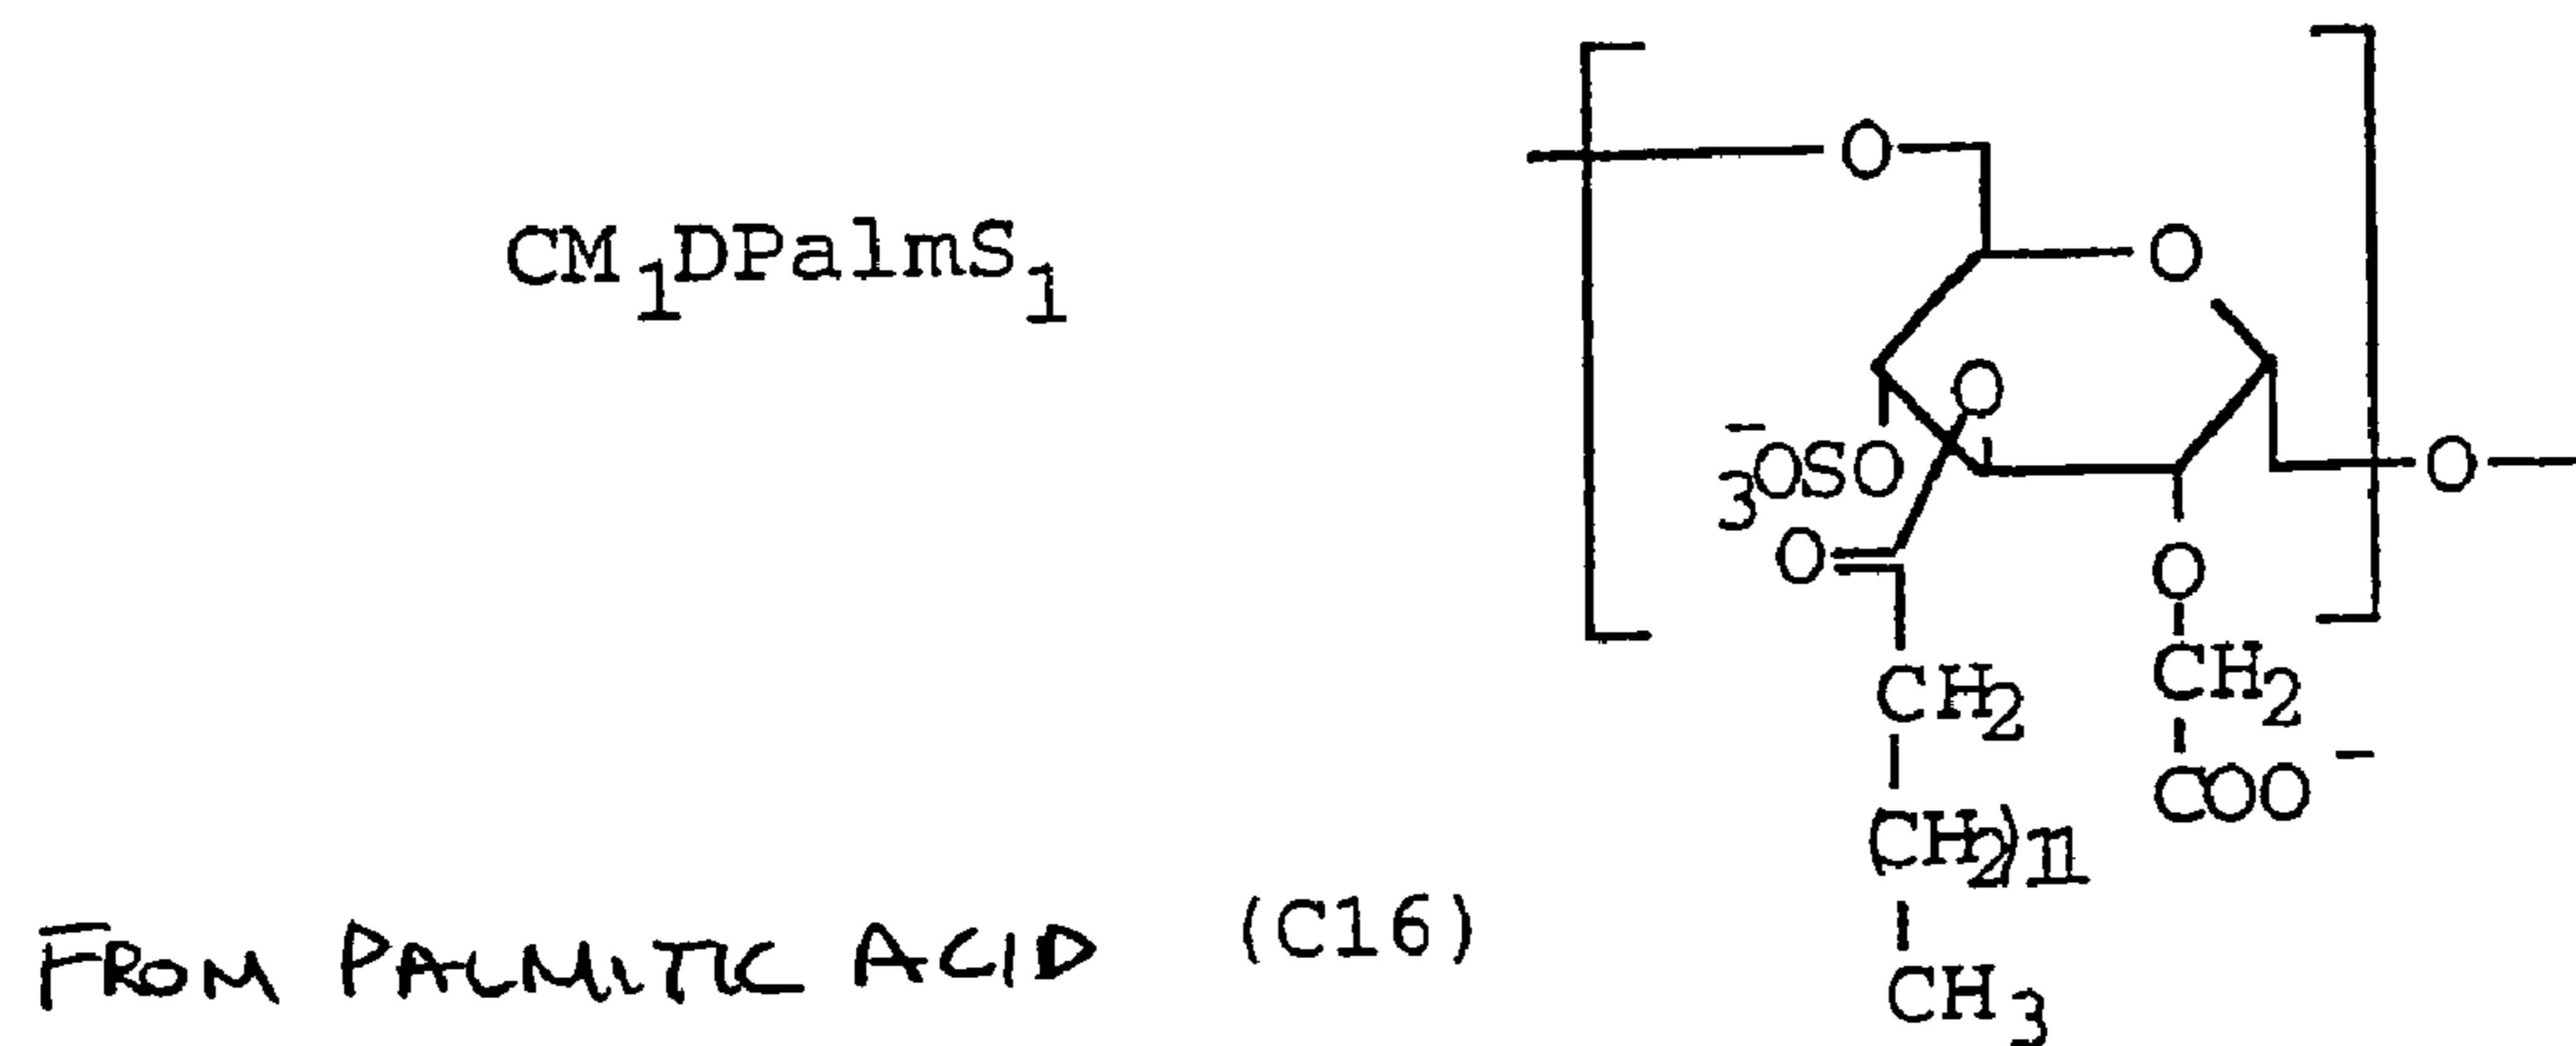 CM₁DPalmS₁
O
O
O
⁻₃OSO
O
O=
O
CH₂
CH₂
COO⁻
(CH₂)11
FROM PALMITIC ACID (C16)
CH₃